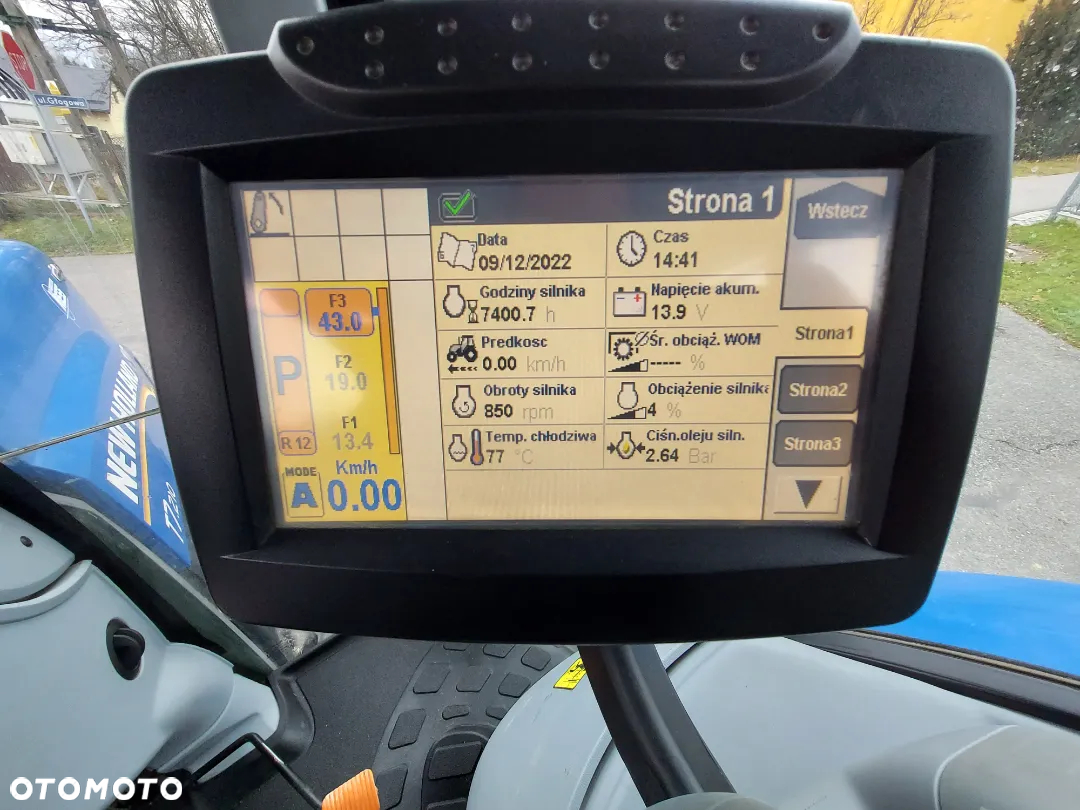 STOP
ul.Głogowa
Strona 1
Wstecz
Data
09/12/2022
Czas
14:41
Godziny silnika
7400.7 h
Napięcie akum.
13.9 V
Predkosc
0.00 km/h
Śr. obciąż. WOM
----- %
Obroty silnika
850 rpm
Obciążenie silnika
4 %
Temp. chłodziwa
77 °C
Ciśn.oleju siln.
2.64 Bar
Strona1
Strona2
Strona3
F3
43.0
F2
19.0
F1
13.4
P
R 12
MODE
A
Km/h
0.00
NEW HOLLAND
OTOMOTO